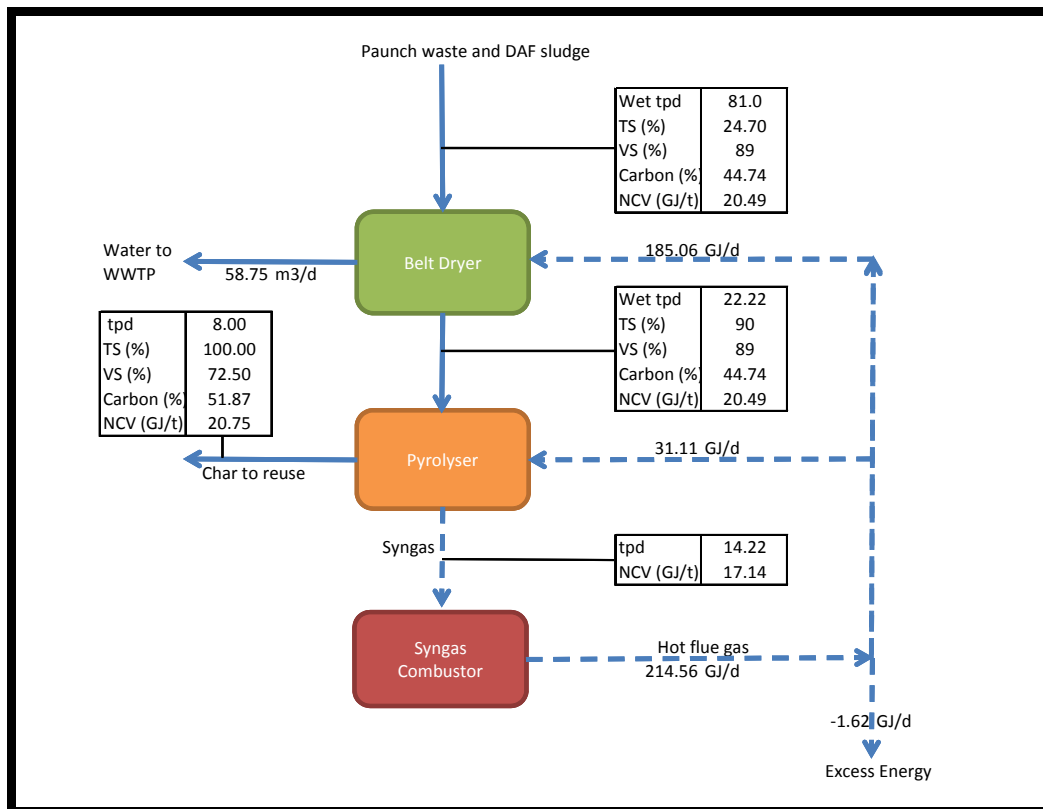 Paunch waste and DAF sludge
Wet tpd 81.0
TS (%) 24.70
VS (%) 89
Carbon (%) 44.74
NCV (GJ/t) 20.49
Water to
WWTP
58.75 m3/d
Belt Dryer
185.06 GJ/d
Wet tpd 22.22
TS (%) 90
VS (%) 89
Carbon (%) 44.74
NCV (GJ/t) 20.49
tpd 8.00
TS (%) 100.00
VS (%) 72.50
Carbon (%) 51.87
NCV (GJ/t) 20.75
Char to reuse
Pyrolyser
31.11 GJ/d
Syngas
tpd 14.22
NCV (GJ/t) 17.14
Syngas
Combustor
Hot flue gas
214.56 GJ/d
-1.62 GJ/d
Excess Energy